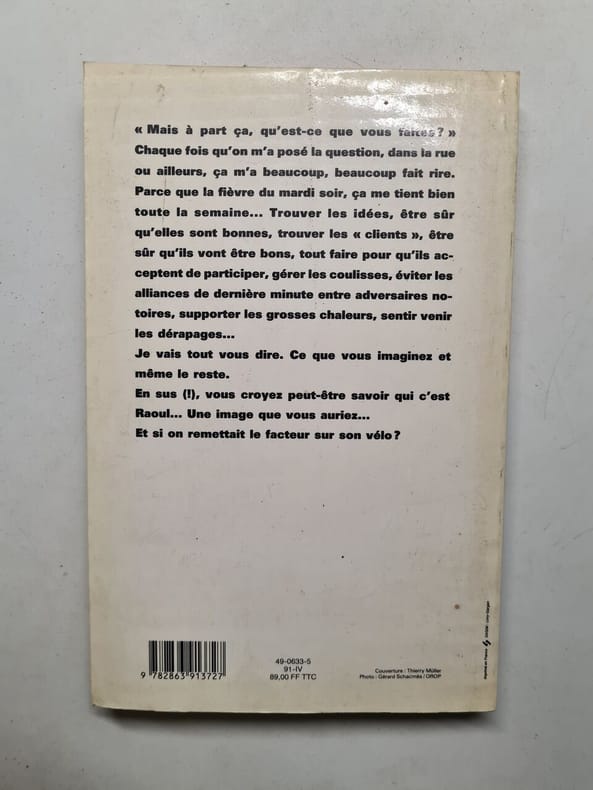 « Mais à part ça, qu'est-ce que vous faites ? »
Chaque fois qu'on m'a posé la question, dans la rue
ou ailleurs, ça m'a beaucoup, beaucoup fait rire.
Parce que la fièvre du mardi soir, ça me tient bien
toute la semaine... Trouver les idées, être sûr
qu'elles sont bonnes, trouver les « clients », être
sûr qu'ils vont être bons, tout faire pour qu'ils ac-
ceptent de participer, gérer les coulisses, éviter les
alliances de dernière minute entre adversaires no-
toires, supporter les grosses chaleurs, sentir venir
les dérapages...
Je vais tout vous dire. Ce que vous imaginez et
même le reste.
En sus (!), vous croyez peut-être savoir qui c'est
Raoul... Une image que vous auriez...
Et si on remettait le facteur sur son vélo ?
9 782863 913727
49-0633-5
91-IV
89,00 FF TTC
Couverture : Thierry Müller
Photo : Gérard Schachmès / DROP
Imprimé en France